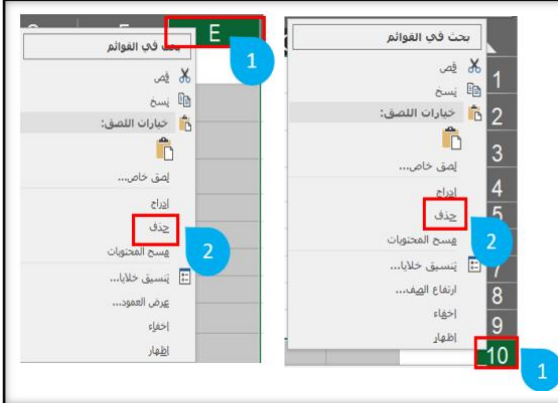 E
1
بحث في القوائم
قص
نسخ
خيارات اللصق:
لصق خاص...
إدراج
حذف
2
مسح المحتويات
تنسيق خلايا...
عرض العمود...
إخفاء
إظهار
بحث في القوائم
قص
نسخ
خيارات اللصق:
لصق خاص...
إدراج
حذف
2
مسح المحتويات
تنسيق خلايا...
ارتفاع الصف...
إخفاء
إظهار
1
2
3
4
5
7
8
9
10
1